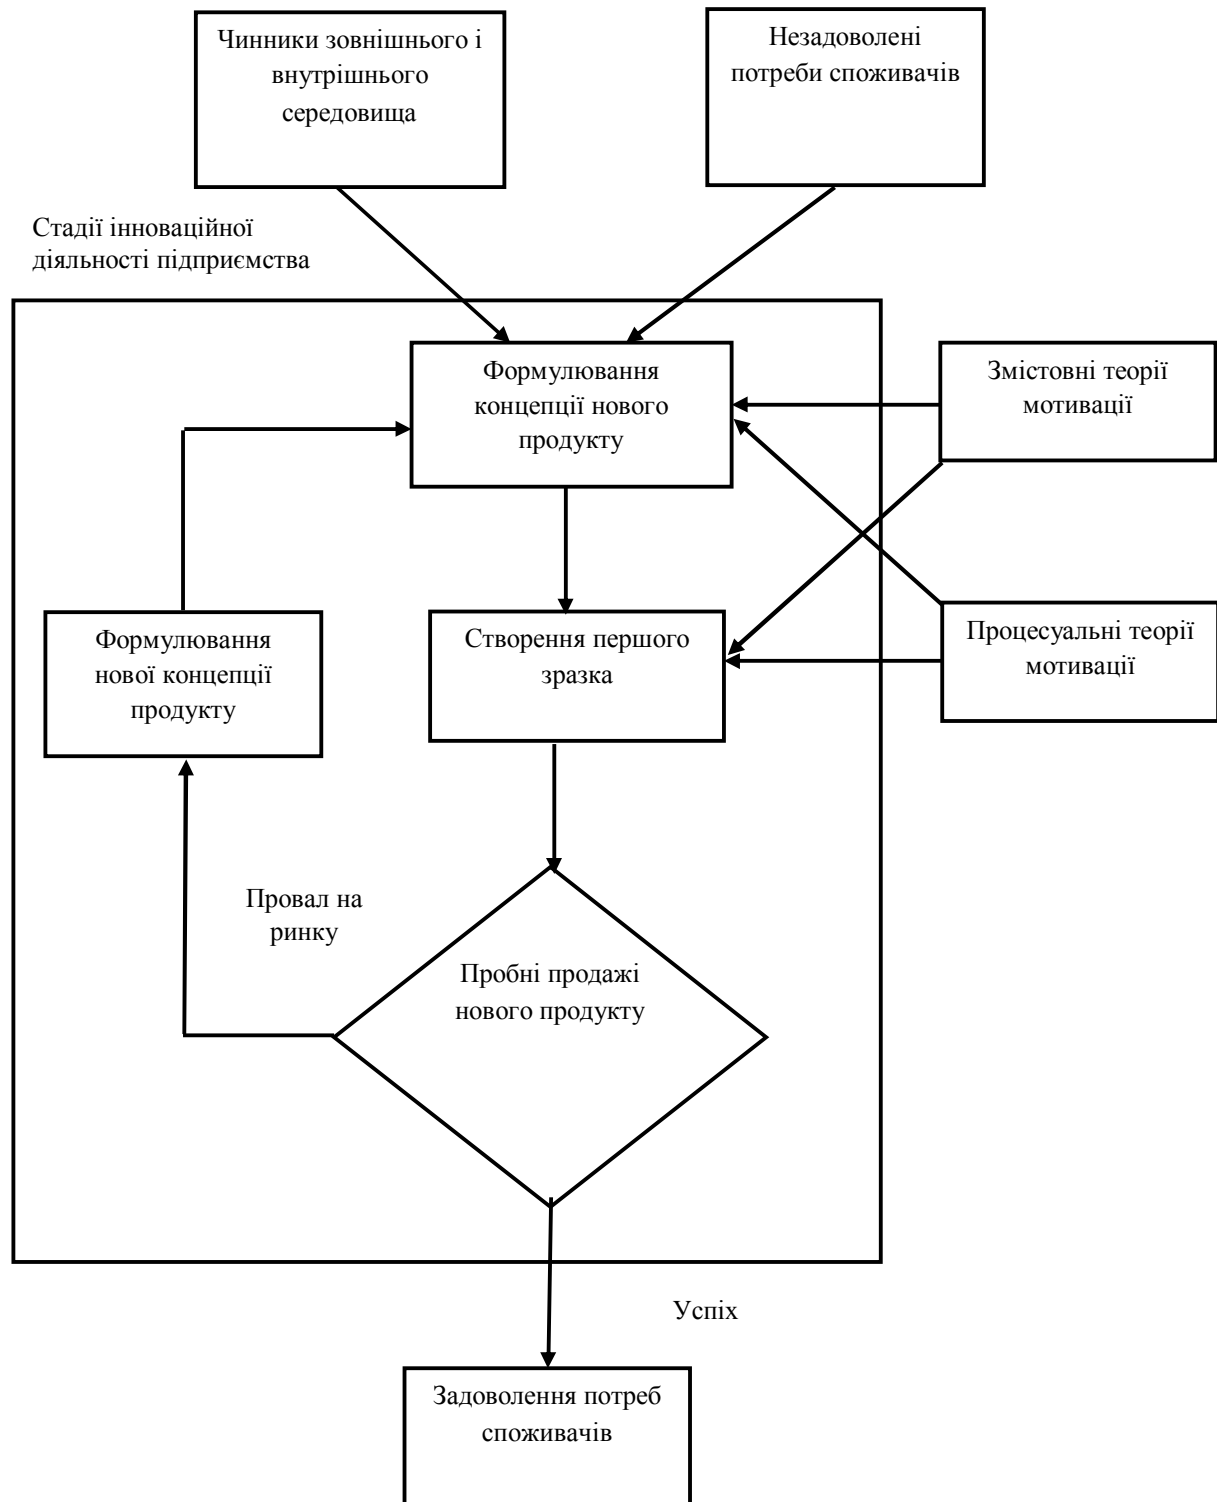 Чинники зовнішнього і
внутрішнього
середовища
Незадоволені
потреби споживачів
Стадії інноваційної
діяльності підприємства
Формулювання
концепції нового
продукту
Змістовні теорії
мотивації
Формулювання
нової концепції
продукту
Створення першого
зразка
Процесуальні теорії
мотивації
Провал на
ринку
Пробні продажі
нового продукту
Успіх
Задоволення потреб
споживачів